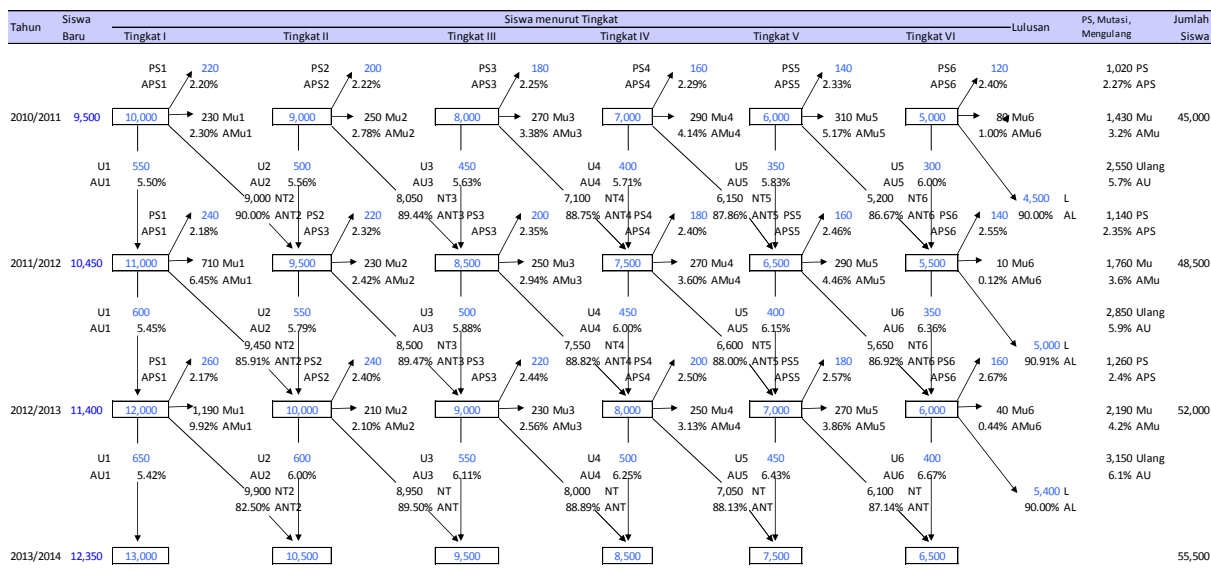 Tahun Siswa Baru Siswa menurut Tingkat Lulusan PS, Mutasi, Mengulang Jumlah Siswa
Tingkat I Tingkat II Tingkat III Tingkat IV Tingkat V Tingkat VI
PS1 220 PS2 200 PS3 180 PS4 160 PS5 140 PS6 120 1,020 PS
APS1 2.20% APS2 2.22% APS3 2.25% APS4 2.29% APS5 2.33% APS6 2.40% 2.27% APS
2010/2011 9,500 10,000 230 Mu1 9,000 250 Mu2 8,000 270 Mu3 7,000 290 Mu4 6,000 310 Mu5 5,000 80 Mu6 1,430 Mu 45,000
2.30% AMu1 2.78% AMu2 3.38% AMu3 4.14% AMu4 5.17% AMu5 1.00% AMu6 3.2% AMu
U1 550 U2 500 U3 450 U4 400 U5 350 U5 300 2,550 Ulang
AU1 5.50% AU2 5.56% AU3 5.63% AU4 5.71% AU5 5.83% AU5 6.00% 5.7% AU
9,000 NT2 8,050 NT3 7,100 NT4 6,150 NT5 5,200 NT6 4,500 L
PS1 240 90.00% ANT2 PS2 220 89.44% ANT3 PS3 200 88.75% ANT4 PS4 180 87.86% ANT5 PS5 160 86.67% ANT6 PS6 140 90.00% AL 1,140 PS
APS1 2.18% APS3 2.32% APS3 2.35% APS4 2.40% APS5 2.46% APS6 2.55% 2.35% APS
2011/2012 10,450 11,000 710 Mu1 9,500 230 Mu2 8,500 250 Mu3 7,500 270 Mu4 6,500 290 Mu5 5,500 10 Mu6 1,760 Mu 48,500
6.45% AMu1 2.42% AMu2 2.94% AMu3 3.60% AMu4 4.46% AMu5 0.12% AMu6 3.6% AMu
U1 600 U2 550 U3 500 U4 450 U5 400 U6 350 2,850 Ulang
AU1 5.45% AU2 5.79% AU3 5.88% AU4 6.00% AU5 6.15% AU6 6.36% 5.9% AU
9,450 NT2 8,500 NT3 7,550 NT4 6,600 NT5 5,650 NT6 5,000 L
PS1 260 85.91% ANT2 PS2 240 89.47% ANT3 PS3 220 88.82% ANT4 PS4 200 88.00% ANT5 PS5 180 86.92% ANT6 PS6 160 90.91% AL 1,260 PS
APS1 2.17% APS2 2.40% APS3 2.44% APS4 2.50% APS5 2.57% APS6 2.67% 2.4% APS
2012/2013 11,400 12,000 1,190 Mu1 10,000 210 Mu2 9,000 230 Mu3 8,000 250 Mu4 7,000 270 Mu5 6,000 40 Mu6 2,190 Mu 52,000
9.92% AMu1 2.10% AMu2 2.56% AMu3 3.13% AMu4 3.86% AMu5 0.44% AMu6 4.2% AMu
U1 650 U2 600 U3 550 U4 500 U5 450 U6 400 3,150 Ulang
AU1 5.42% AU2 6.00% AU3 6.11% AU4 6.25% AU5 6.43% AU6 6.67% 6.1% AU
9,900 NT2 8,950 NT 8,000 NT 7,050 NT 6,100 NT 5,400 L
82.50% ANT2 89.50% ANT 88.89% ANT 88.13% ANT 87.14% ANT 90.00% AL
2013/2014 12,350 13,000 10,500 9,500 8,500 7,500 6,500 55,500